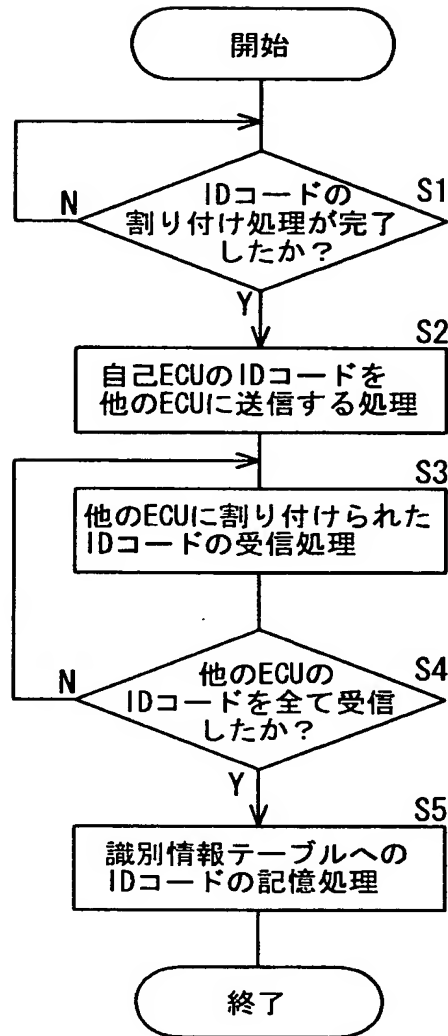 開始
IDコードの
割り付け処理が完了
したか？
S1
N
Y
S2
自己ECUのIDコードを
他のECUに送信する処理
S3
他のECUに割り付けられた
IDコードの受信処理
他のECUの
IDコードを全て受信
したか？
S4
N
Y
S5
識別情報テーブルへの
IDコードの記憶処理
終了